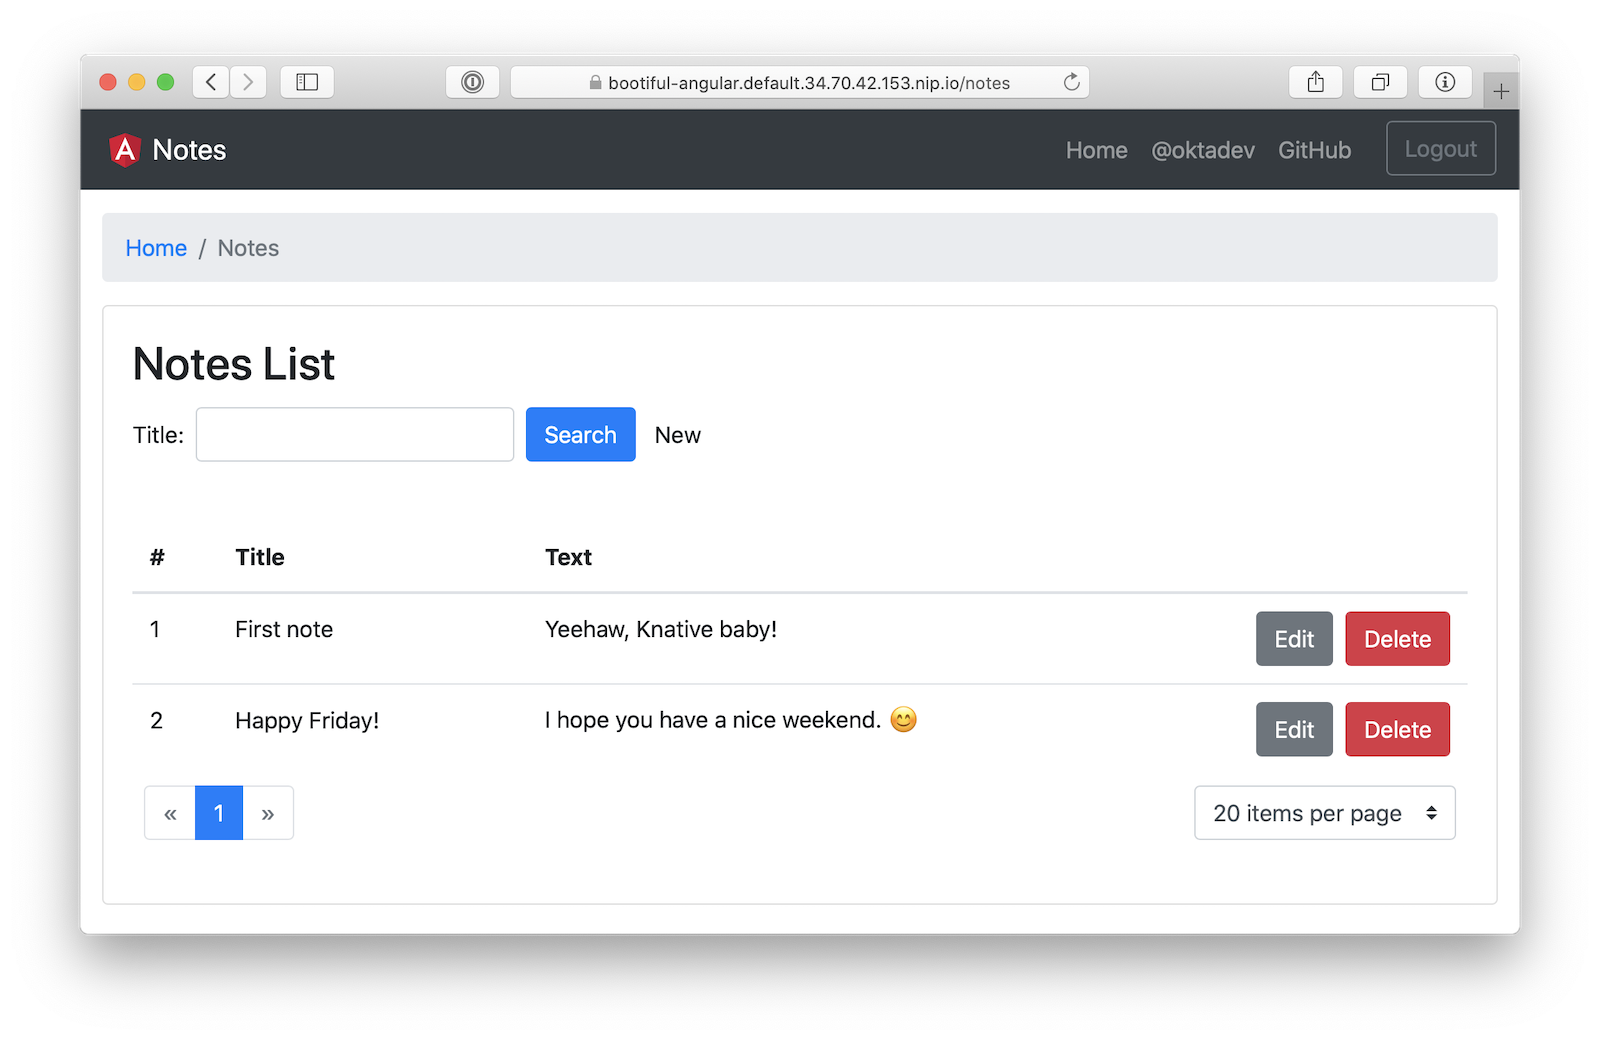 bootiful-angular.default.34.70.42.153.nip.io/notes
Notes Home @oktadev GitHub Logout
Home / Notes
Notes List
Title: Search New
# Title Text
1 First note Yeehaw, Knative baby! Edit Delete
2 Happy Friday! I hope you have a nice weekend. 😊 Edit Delete
« 1 » 20 items per page